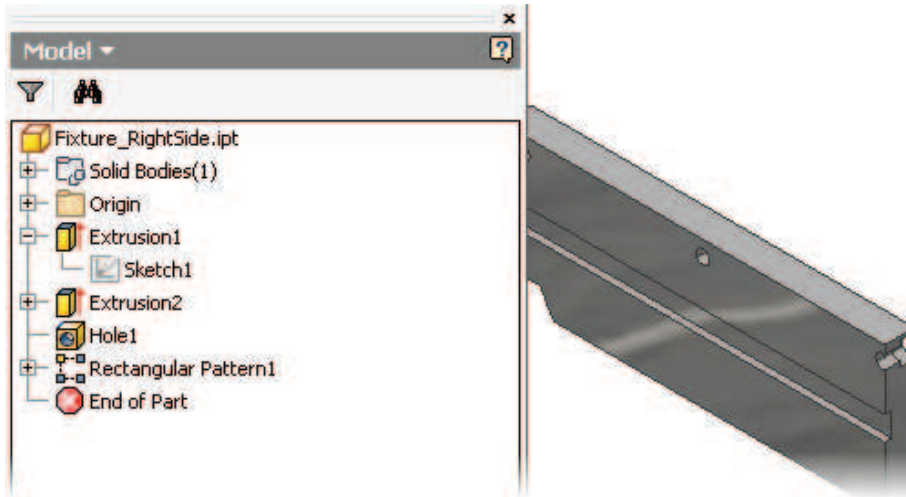 Model
Fixture_RightSide.ipt
Solid Bodies(1)
Origin
Extrusion1
Sketch1
Extrusion2
Hole1
Rectangular Pattern1
End of Part